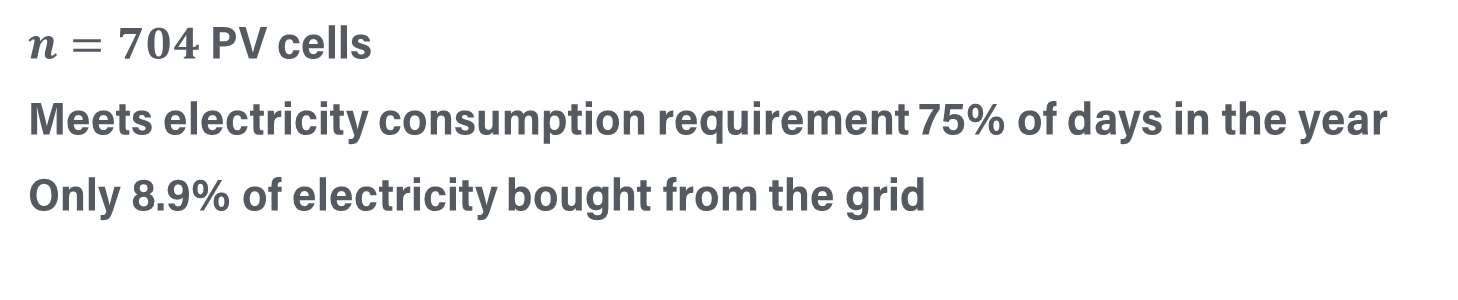 n = 704 PV cells
Meets electricity consumption requirement 75% of days in the year
Only 8.9% of electricity bought from the grid